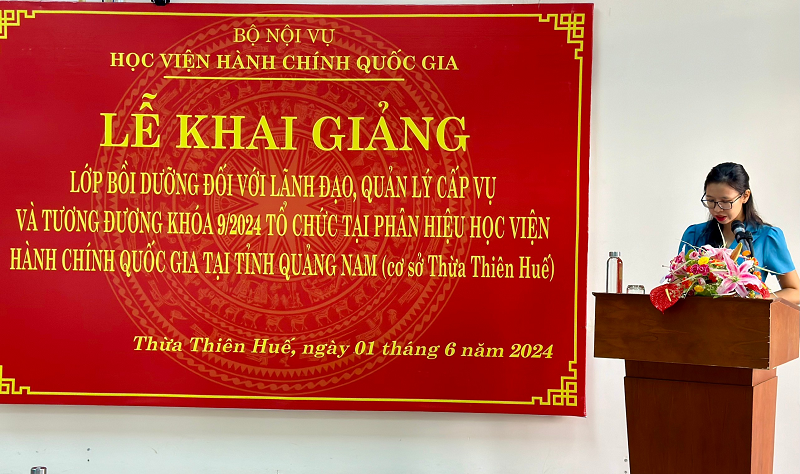 BỘ NỘI VỤ
HỌC VIỆN HÀNH CHÍNH QUỐC GIA
LỄ KHAI GIẢNG
LỚP BỒI DƯỠNG ĐỐI VỚI LÃNH ĐẠO, QUẢN LÝ CẤP VỤ
VÀ TƯƠNG ĐƯƠNG KHÓA 9/2024 TỔ CHỨC TẠI PHÂN HIỆU HỌC VIỆN
HÀNH CHÍNH QUỐC GIA TẠI TỈNH QUẢNG NAM (cơ sở Thừa Thiên Huế)
Thừa Thiên Huế, ngày 01 tháng 6 năm 2024